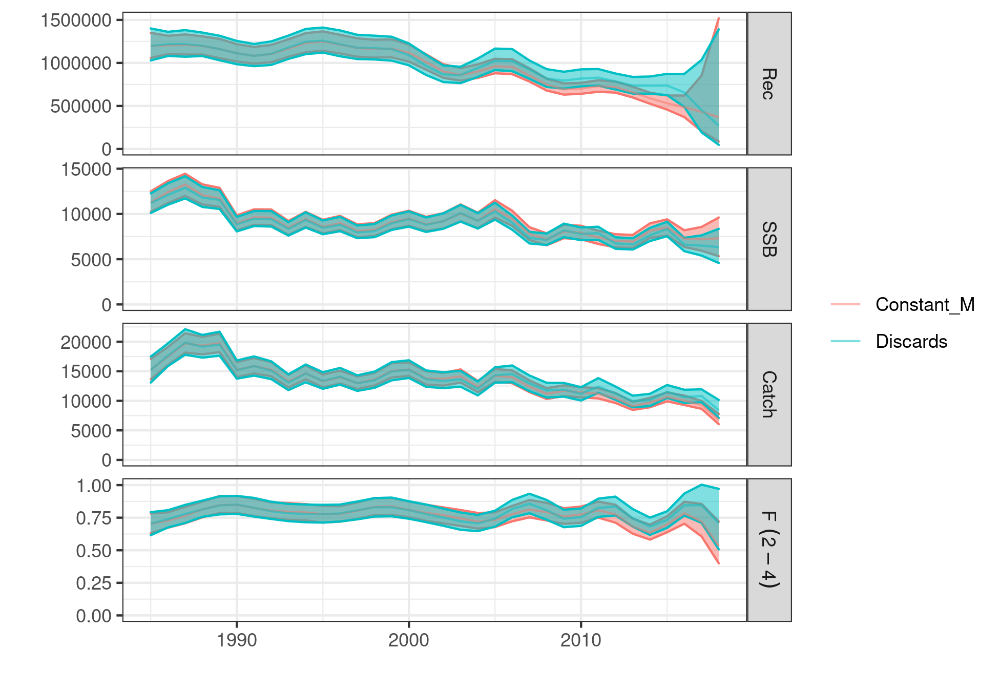 1500000
1000000
500000
0
Rec
15000
10000
5000
0
SSB
20000
15000
10000
5000
0
Catch
1.00
0.75
0.50
0.25
0.00
F (2 − 4)
1990 2000 2010
Constant_M
Discards